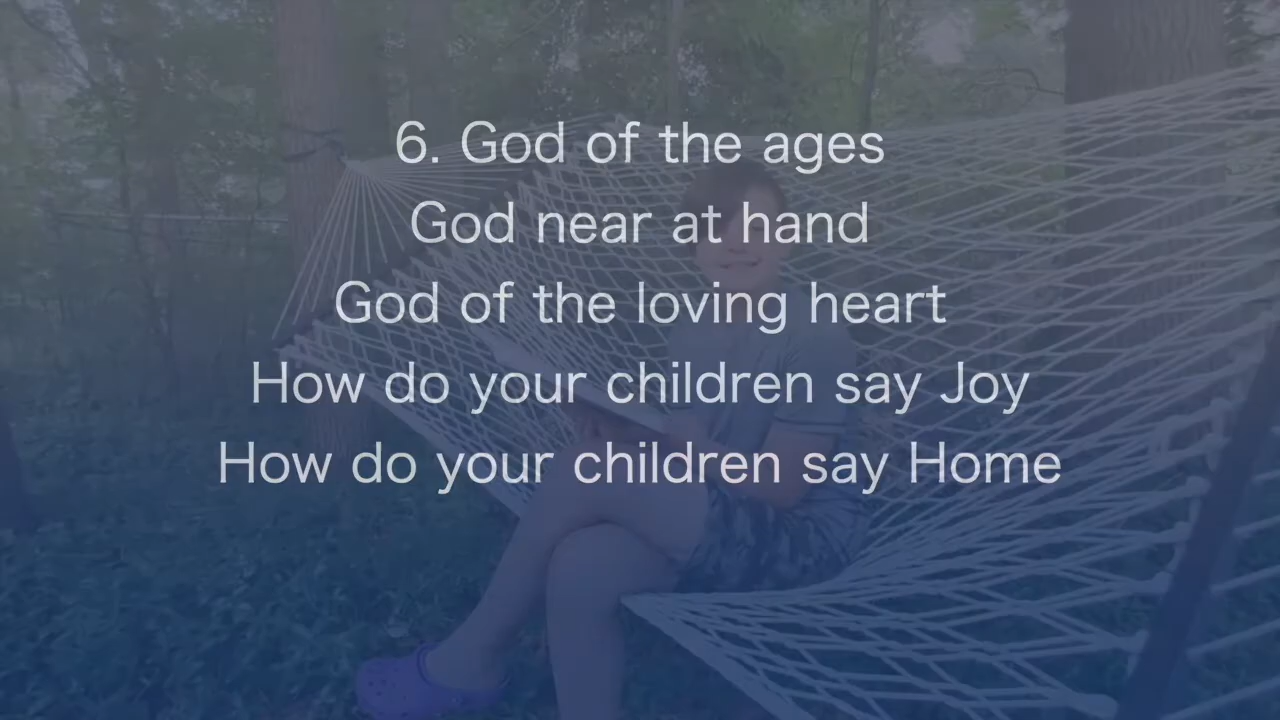 6. God of the ages
God near at hand
God of the loving heart
How do your children say Joy
How do your children say Home